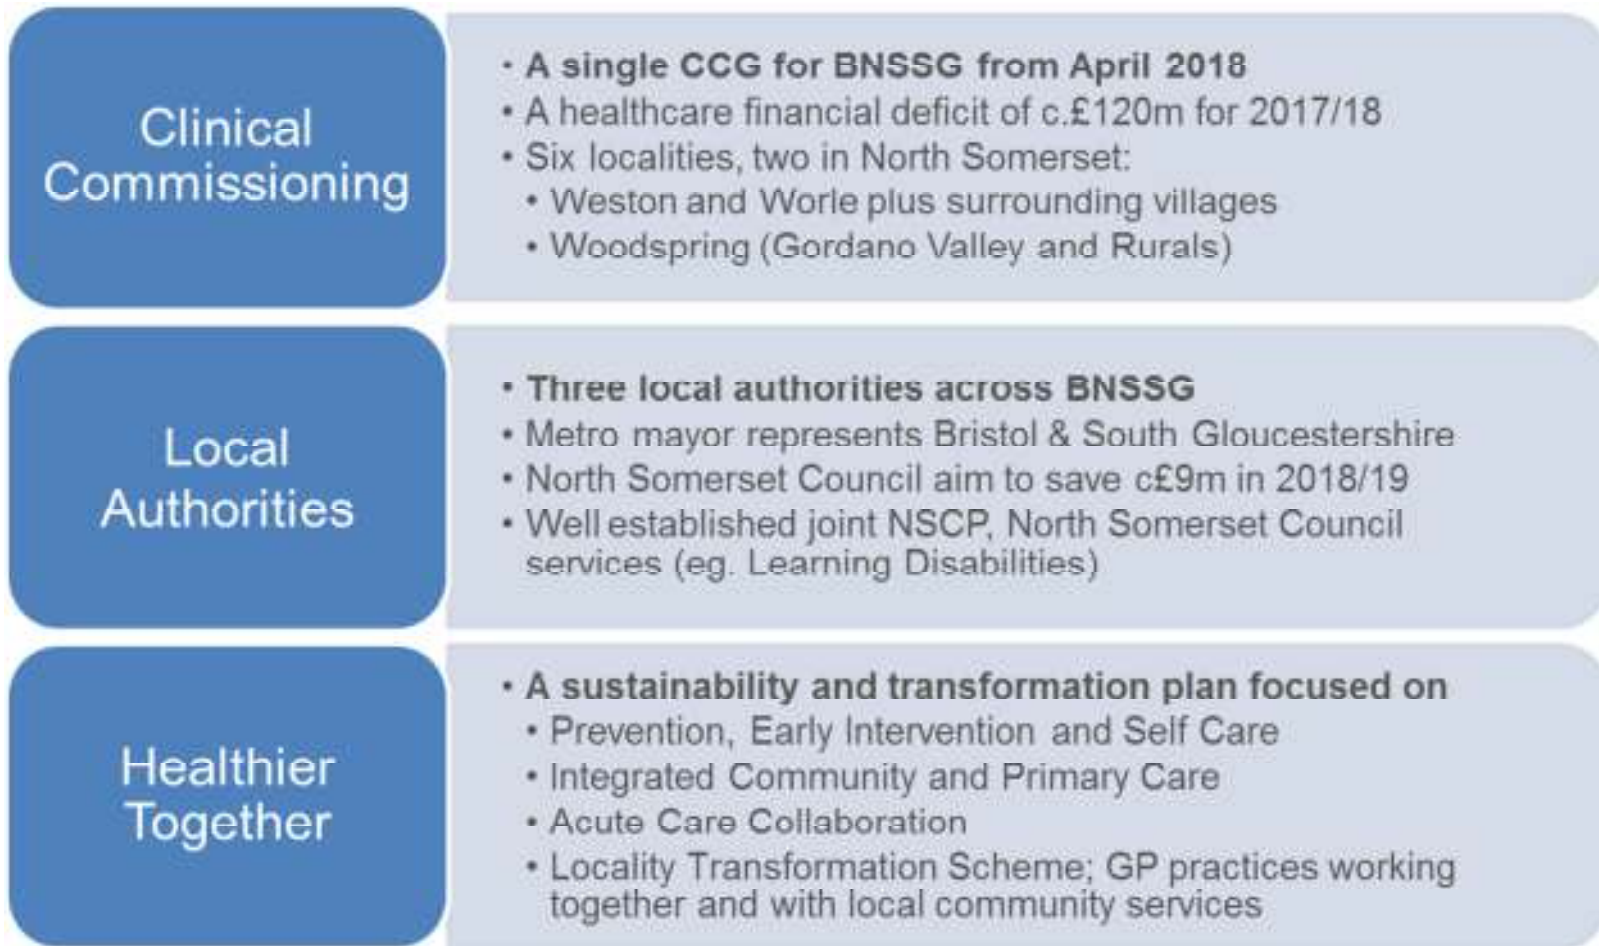 Clinical
Commissioning
• A single CCG for BNSSG from April 2018
• A healthcare financial deficit of c.£120m for 2017/18
• Six localities, two in North Somerset:
• Weston and Worle plus surrounding villages
• Woodspring (Gordano Valley and Rurals)
Local
Authorities
• Three local authorities across BNSSG
• Metro mayor represents Bristol & South Gloucestershire
• North Somerset Council aim to save c£9m in 2018/19
• Well established joint NSCP, North Somerset Council
services (eg. Learning Disabilities)
Healthier
Together
• A sustainability and transformation plan focused on
• Prevention, Early Intervention and Self Care
• Integrated Community and Primary Care
• Acute Care Collaboration
• Locality Transformation Scheme; GP practices working
together and with local community services